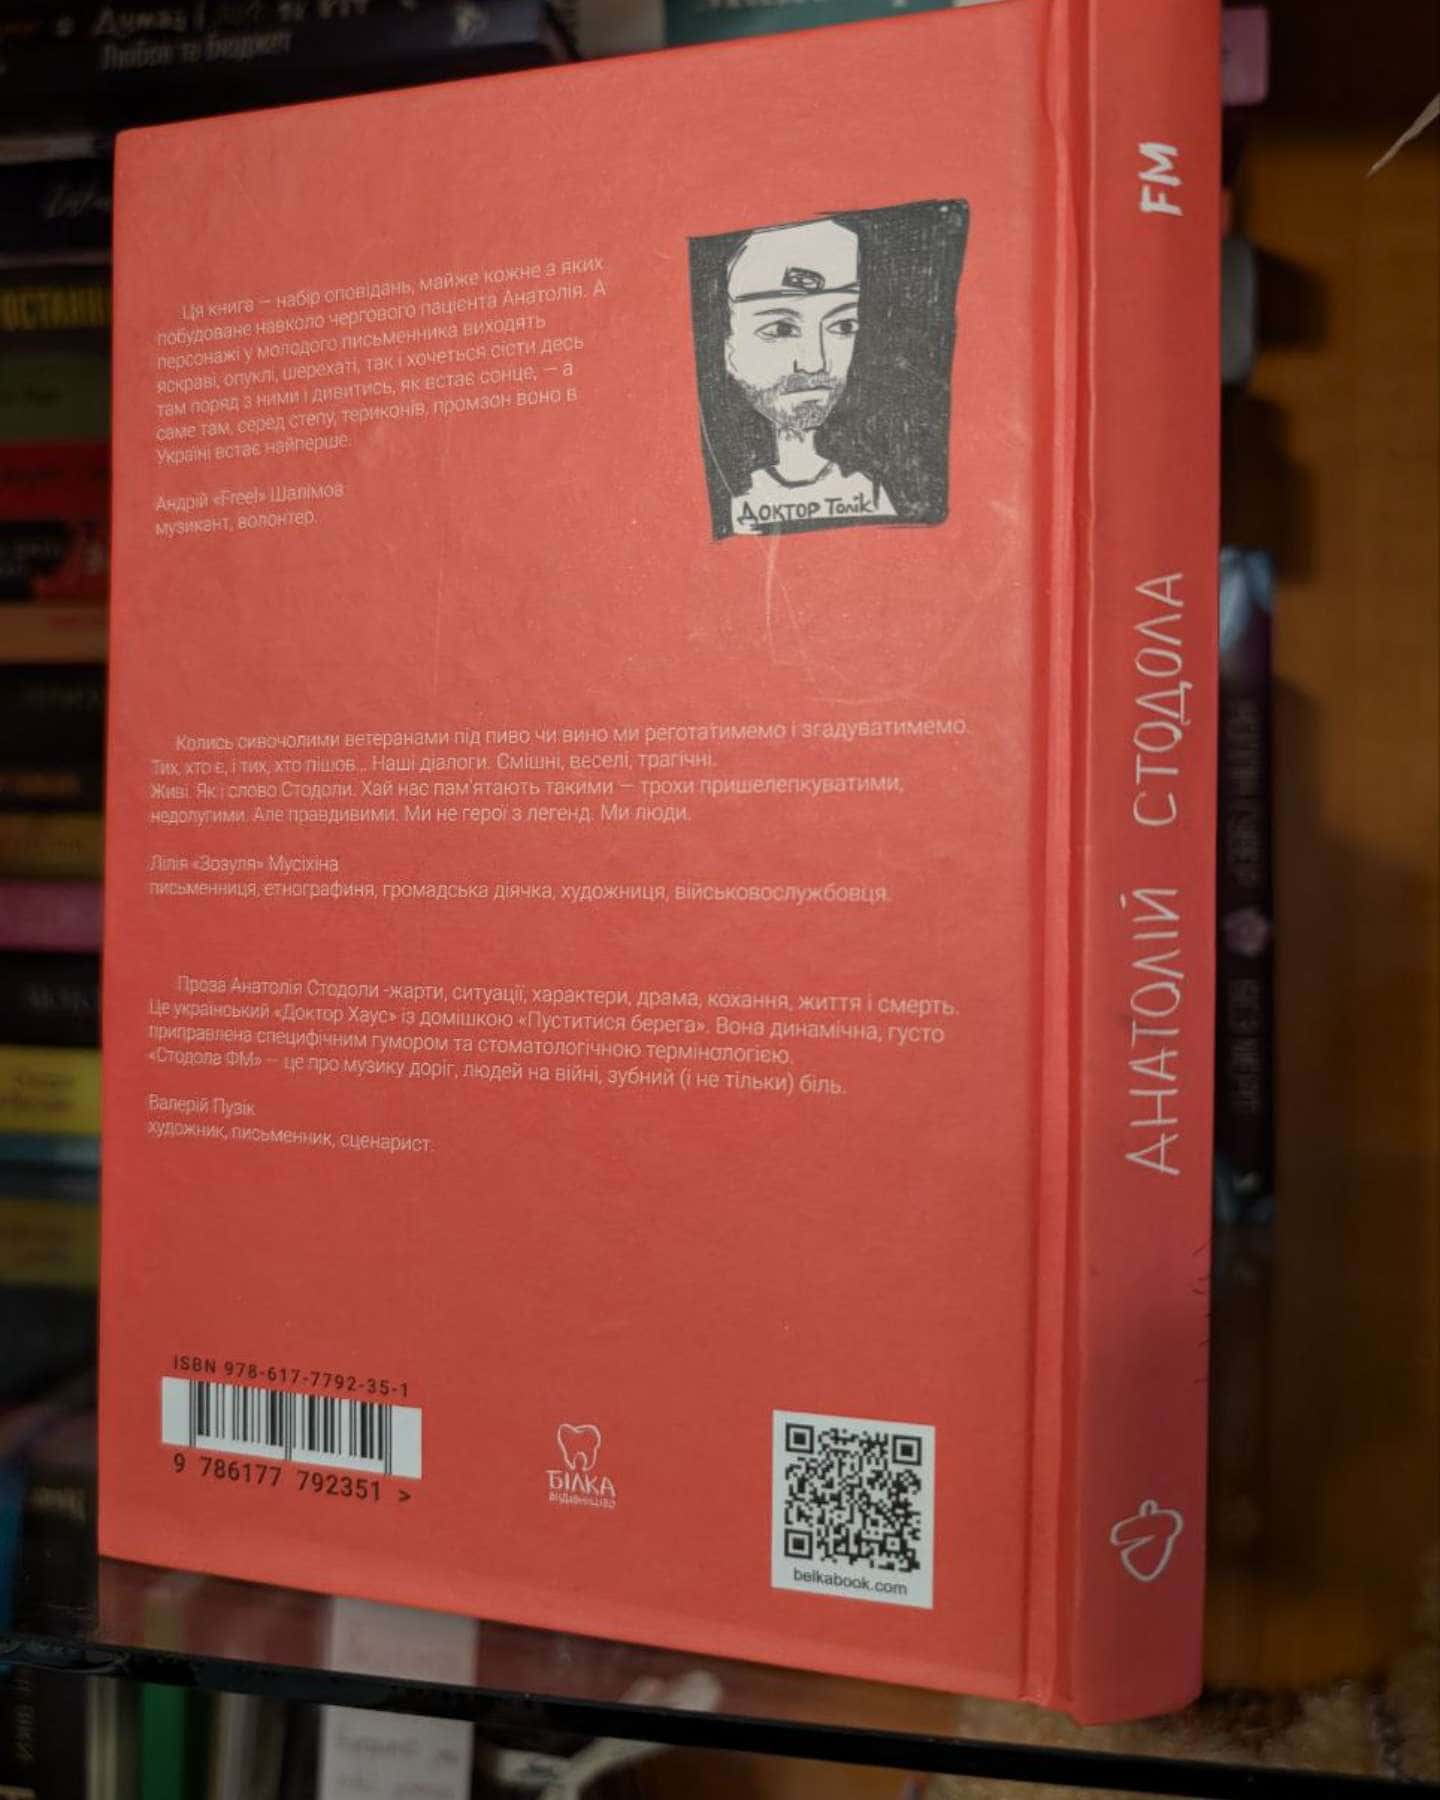 Любов та бюджет
Ця книга — набір оповідань, майже кожне з яких
побудоване навколо чергового пацієнта Анатолія. А
персонажі у молодого письменника виходять
яскраві, опуклі, шерехаті, так і хочеться сісти десь
там поряд з ними і дивитись, як встає сонце, — а
саме там, серед степу, териконів, промзон воно в
Україні встає найперше.
Андрій «Freel» Шалімов
музикант, волонтер.
ДОКТОР Толік
Колись сивочолими ветеранами під пиво чи вино ми реготатимемо і згадуватимемо.
Тих, хто є, і тих, хто пішов... Наші діалоги. Смішні, веселі, трагічні.
Живі. Як і слово Стодоли. Хай нас пам'ятають такими — трохи пришелепкуватими,
недолугими. Але правдивими. Ми не герої з легенд. Ми люди.
Лілія «Зозуля» Мусіхіна
письменниця, етнографиня, громадська діячка, художниця, військовослужбовця.
Проза Анатолія Стодоли -жарти, ситуації, характери, драма, кохання, життя і смерть.
Це український «Доктор Хаус» із домішкою «Пуститися берега». Вона динамічна, густо
приправлена специфічним гумором та стоматологічною термінологією.
«Стодола ФМ» — це про музику доріг, людей на війні, зубний (і не тільки) біль.
Валерій Пузік
художник, письменник, сценарист.
ISBN 978-617-7792-35-1
9 786177 792351 >
БІЛКА
ВИДАВНИЦТВО
belkabook.com
АНАТОЛІЙ СТОДОЛА FM